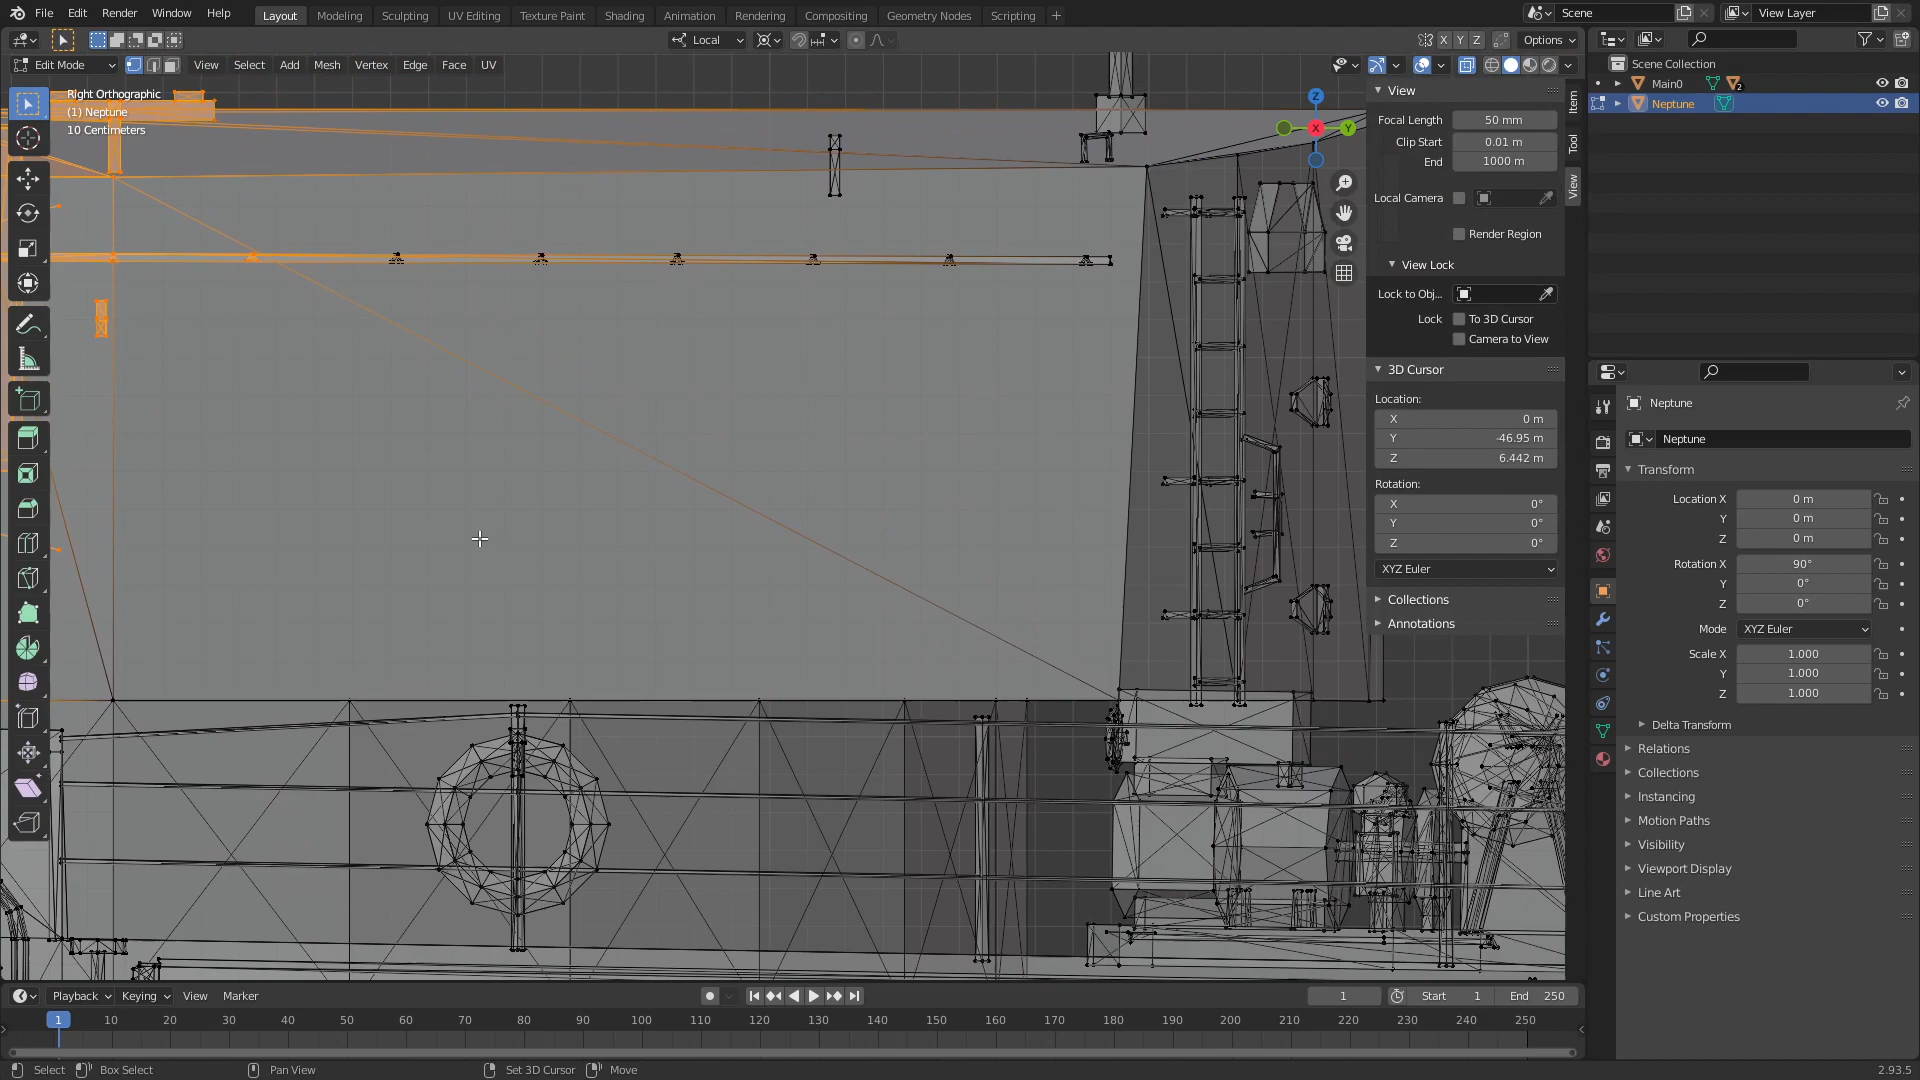 File Edit Render Window Help Layout Modeling Sculpting UV Editing Texture Paint Shading Animation Rendering Compositing Geometry Nodes Scripting + Scene View Layer
Local X Y Z Options
Edit Mode View Select Add Mesh Vertex Edge Face UV
Right Orthographic
(1) Neptune
10 Centimeters
Z
X
Y
View
Focal Length 50 mm
Clip Start 0.01 m
End 1000 m
Local Camera
Render Region
View Lock
Lock to Obj...
Lock To 3D Cursor
Camera to View
3D Cursor
Location:
X 0 m
Y -46.95 m
Z 6.442 m
Rotation:
X 0°
Y 0°
Z 0°
XYZ Euler
Collections
Annotations
Item
Tool
View
Scene Collection
Main0 2
Neptune
Neptune
Neptune
Transform
Location X 0 m
Y 0 m
Z 0 m
Rotation X 90°
Y 0°
Z 0°
Mode XYZ Euler
Scale X 1.000
Y 1.000
Z 1.000
Delta Transform
Relations
Collections
Instancing
Motion Paths
Visibility
Viewport Display
Line Art
Custom Properties
Playback Keying View Marker 1 Start 1 End 250
1 10 20 30 40 50 60 70 80 90 100 110 120 130 140 150 160 170 180 190 200 210 220 230 240 250
Select Box Select Pan View Set 3D Cursor Move 2.93.5